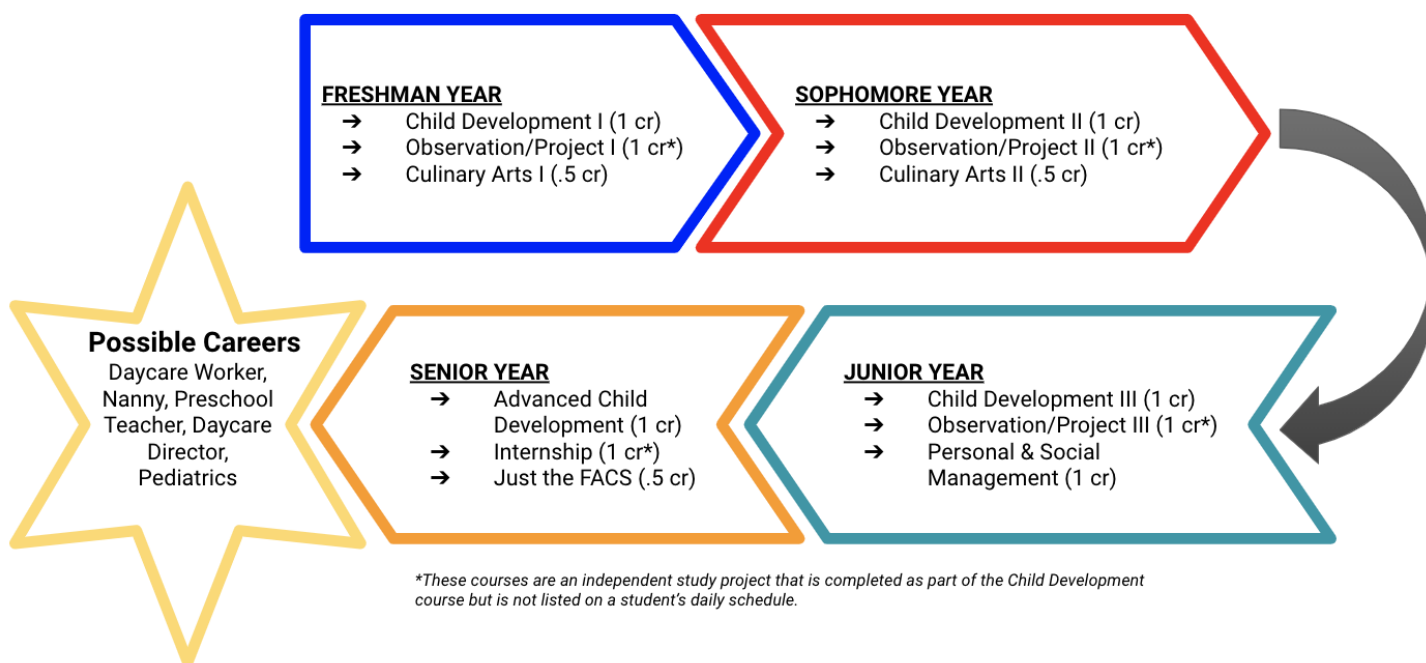 FRESHMAN YEAR
➔ Child Development I (1 cr)
➔ Observation/Project I (1 cr*)
➔ Culinary Arts I (.5 cr)
SOPHOMORE YEAR
➔ Child Development II (1 cr)
➔ Observation/Project II (1 cr*)
➔ Culinary Arts II (.5 cr)
JUNIOR YEAR
➔ Child Development III (1 cr)
➔ Observation/Project III (1 cr*)
➔ Personal & Social
Management (1 cr)
SENIOR YEAR
➔ Advanced Child
Development (1 cr)
➔ Internship (1 cr*)
➔ Just the FACS (.5 cr)
Possible Careers
Daycare Worker,
Nanny, Preschool
Teacher, Daycare
Director,
Pediatrics
*These courses are an independent study project that is completed as part of the Child Development
course but is not listed on a student’s daily schedule.